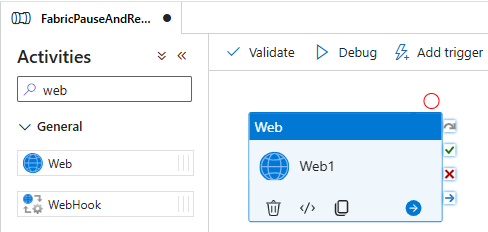 FabricPauseAndRe...
Activities
Validate
Debug
Add trigger
web
General
Web
WebHook
Web
Web1